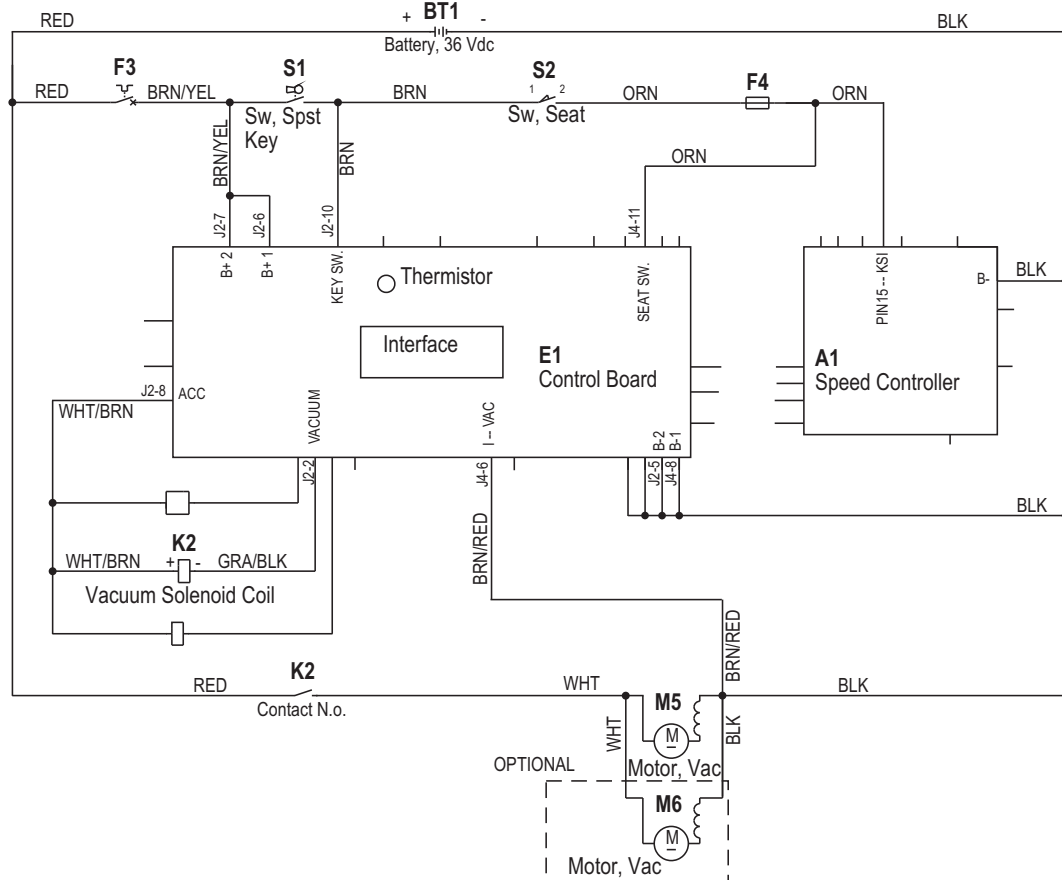 RED
+ BT1 -
BLK
Battery, 36 Vdc
F3
S1
S2
F4
RED
BRN/YEL
BRN
1 2
ORN
ORN
Sw, Spst
Key
Sw, Seat
BRN/YEL
BRN
ORN
J2-7
J2-6
J2-10
J4-11
B+ 2
B+ 1
KEY SW.
SEAT SW.
PIN15 -- KSI
B-
BLK
Thermistor
Interface
E1
Control Board
A1
Speed Controller
J2-8
ACC
WHT/BRN
VACUUM
I – VAC
B-2
B-1
J2-2
J4-6
J2-5
J4-8
BLK
K2
WHT/BRN
+ -
GRA/BLK
Vacuum Solenoid Coil
BRN/RED
BRN/RED
RED
K2
Contact N.o.
WHT
M5
BLK
WHT
M
BLK
OPTIONAL
Motor, Vac
M6
M
Motor, Vac